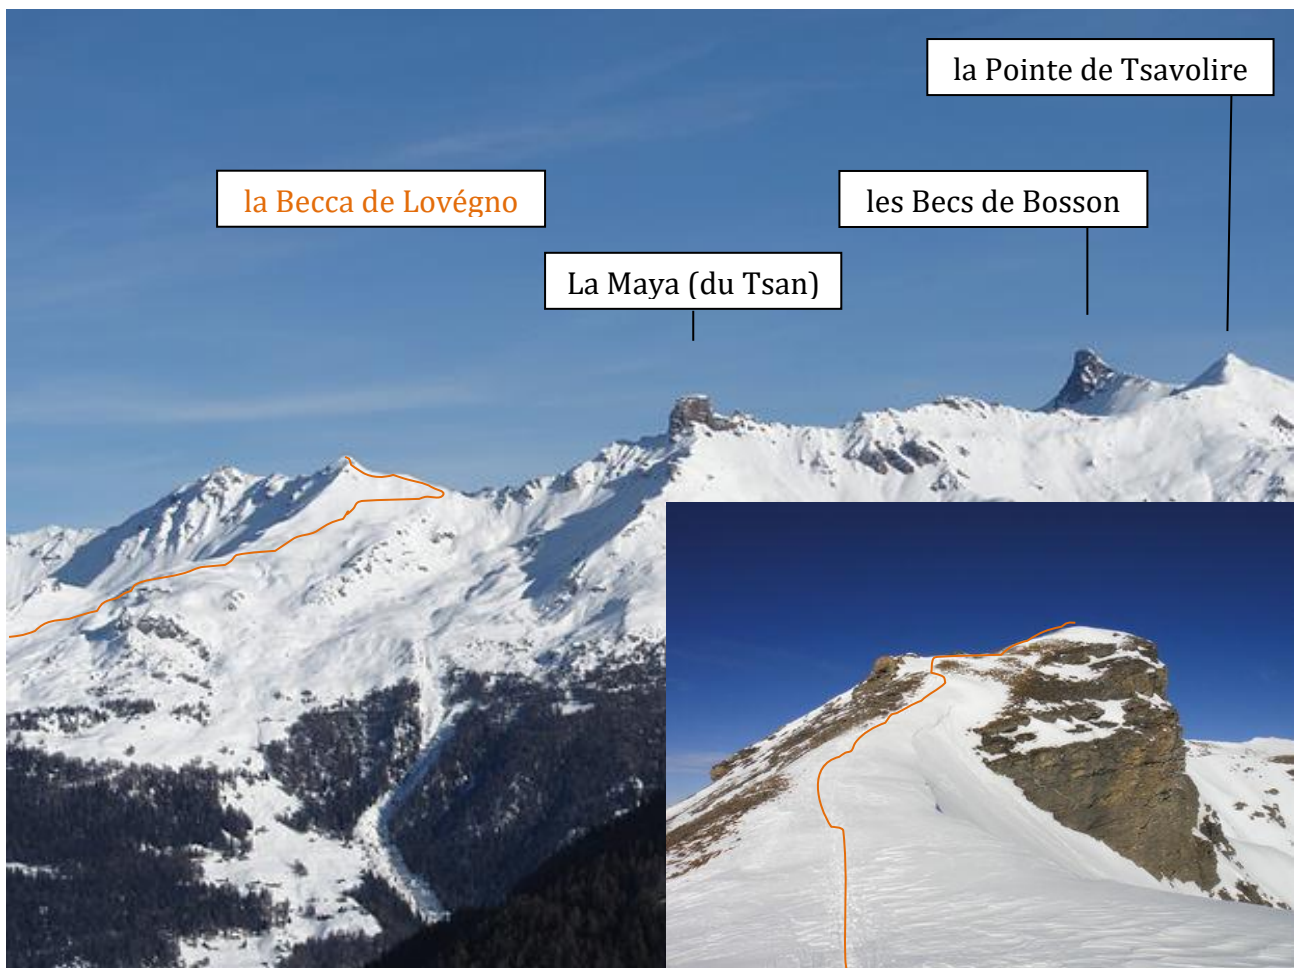 la Pointe de Tsavolire
la Becca de Lovégno
les Becs de Bosson
La Maya (du Tsan)